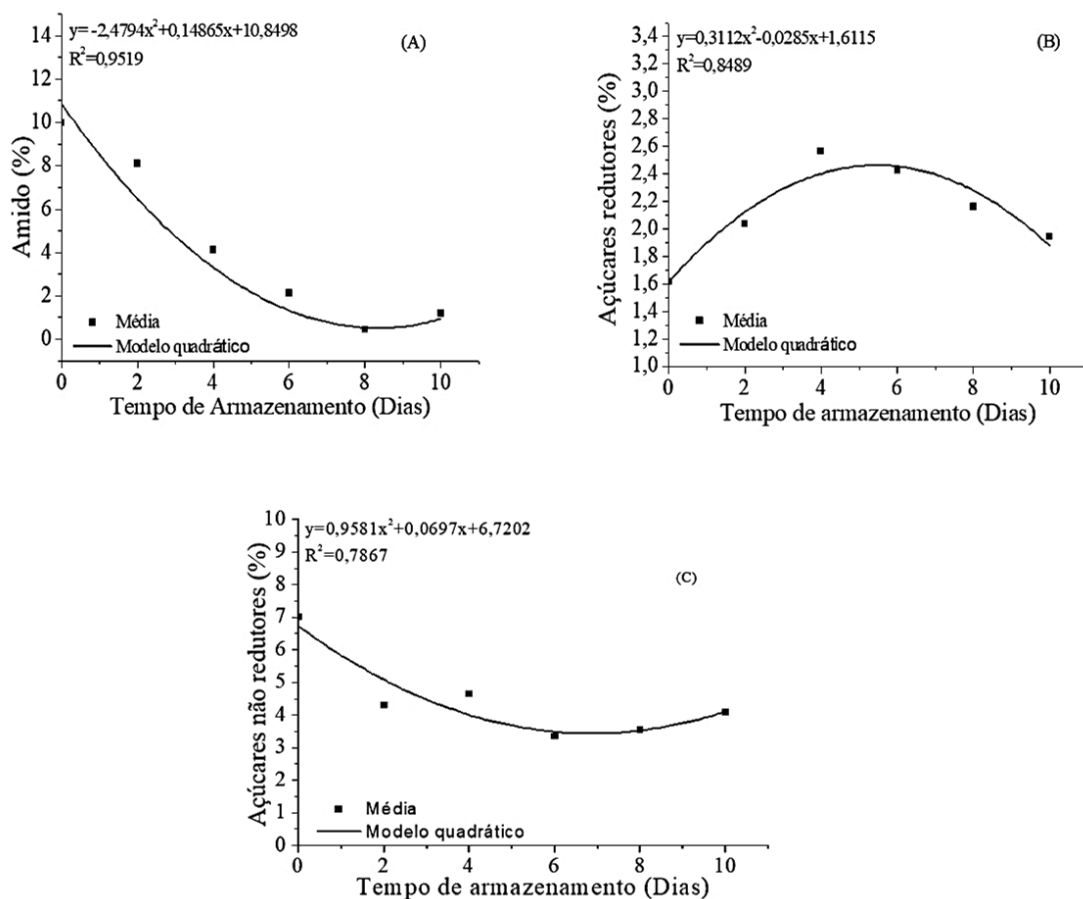 y= -2,4794x²+0,14865x+10,8498
R²=0,9519
(A)
14
12
10
8
6
4
2
0
Amido (%)
Média
Modelo quadrático
0 2 4 6 8 10
Tempo de Armazenamento (Dias)
y=0,3112x²-0,0285x+1,6115
R²=0,8489
(B)
3,4
3,2
3,0
2,8
2,6
2,4
2,2
2,0
1,8
1,6
1,4
1,2
1,0
Açúcares redutores (%)
Média
Modelo quadrático
0 2 4 6 8 10
Tempo de armazenamento (Dias)
y=0,9581x²+0,0697x+6,7202
R²=0,7867
(C)
10
9
8
7
6
5
4
3
2
1
0
Açúcares não redutores (%)
Média
Modelo quadrático
0 2 4 6 8 10
Tempo de armazenamento (Dias)